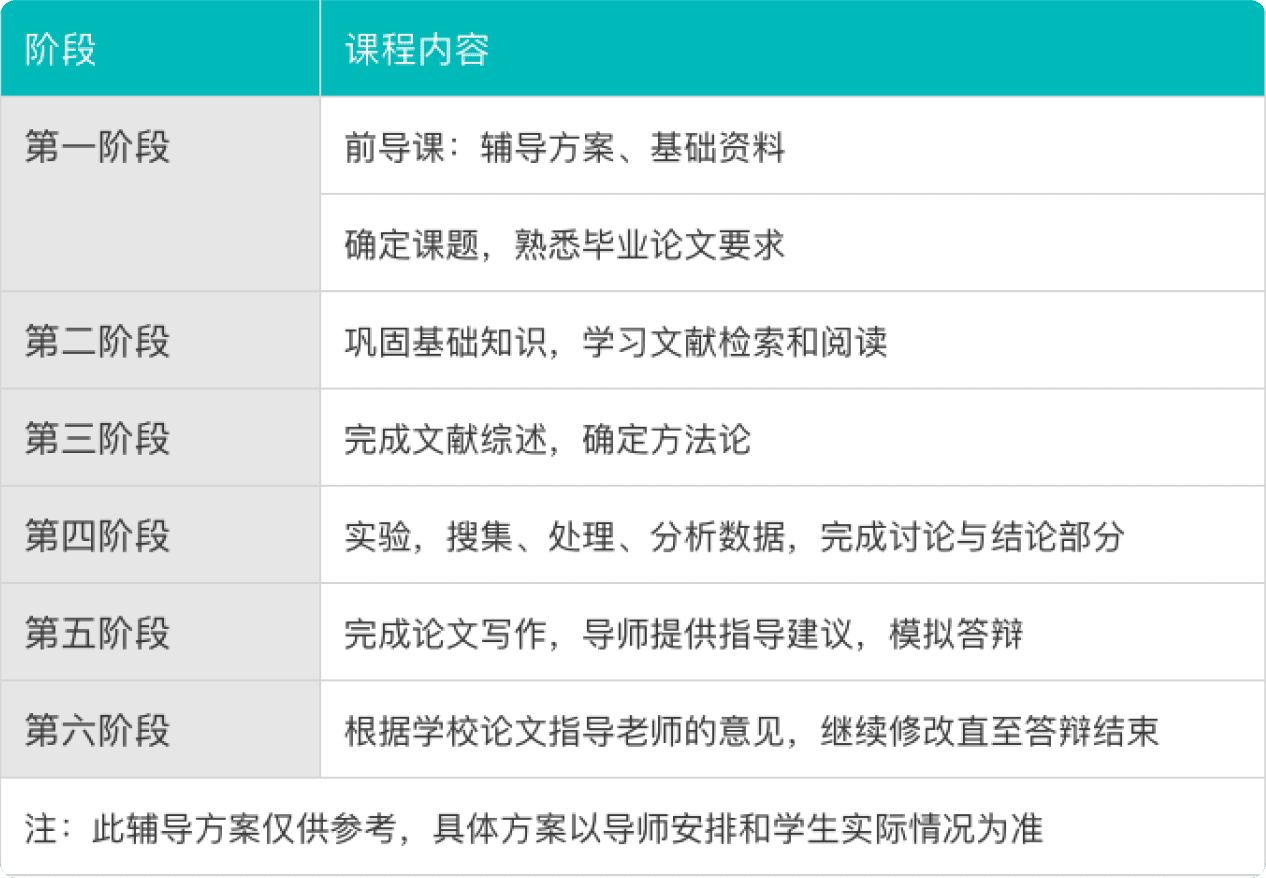 阶段 课程内容
第一阶段 前导课：辅导方案、基础资料
确定课题，熟悉毕业论文要求
第二阶段 巩固基础知识，学习文献检索和阅读
第三阶段 完成文献综述，确定方法论
第四阶段 实验，搜集、处理、分析数据，完成讨论与结论部分
第五阶段 完成论文写作，导师提供指导建议，模拟答辩
第六阶段 根据学校论文指导老师的意见，继续修改直至答辩结束
注：此辅导方案仅供参考，具体方案以导师安排和学生实际情况为准